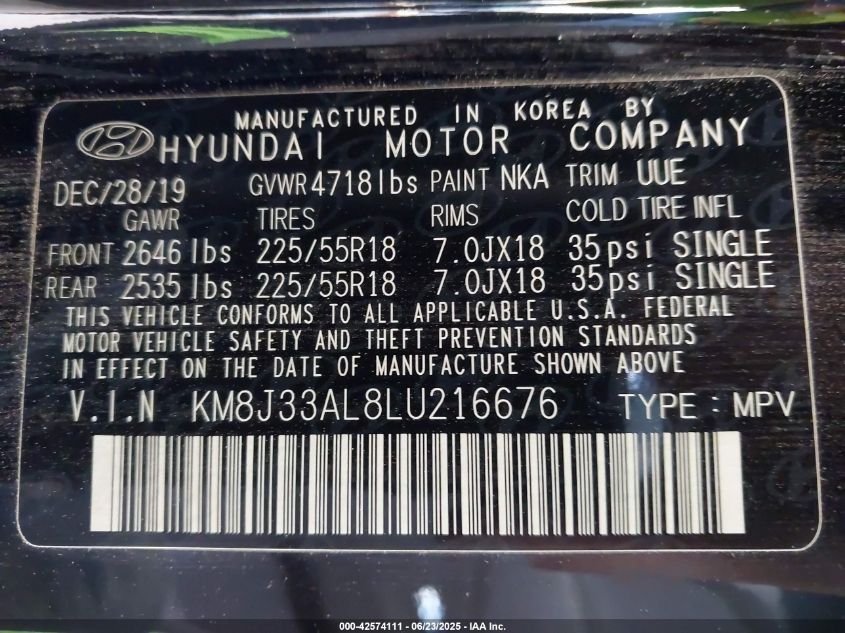 MANUFACTURED IN KOREA BY
HYUNDAI MOTOR COMPANY
DEC/28/19 GVWR 4718lbs PAINT NKA TRIM UUE
GAWR TIRES RIMS COLD TIRE INFL
FRONT 2646 lbs 225/55R18 7.0JX18 35psi SINGLE
REAR 2535 lbs 225/55R18 7.0JX18 35psi SINGLE
THIS VEHICLE CONFORMS TO ALL APPLICABLE U.S.A. FEDERAL
MOTOR VEHICLE SAFETY AND THEFT PREVENTION STANDARDS
IN EFFECT ON THE DATE OF MANUFACTURE SHOWN ABOVE
V.I.N KM8J33AL8LU216676 TYPE : MPV
000-42574111 - 06/23/2025 - IAA Inc.